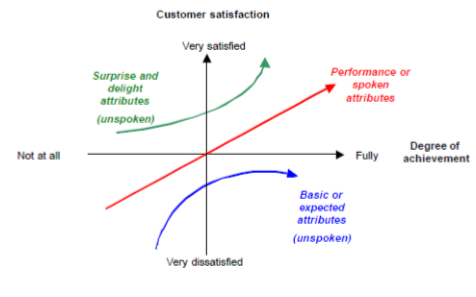 Customer satisfaction
Very satisfied
Surprise and
delight
attributes
(unspoken)
Performance or
spoken
attributes
Not at all
Fully
Degree of
achievement
Basic or
expected
attributes
(unspoken)
Very dissatisfied